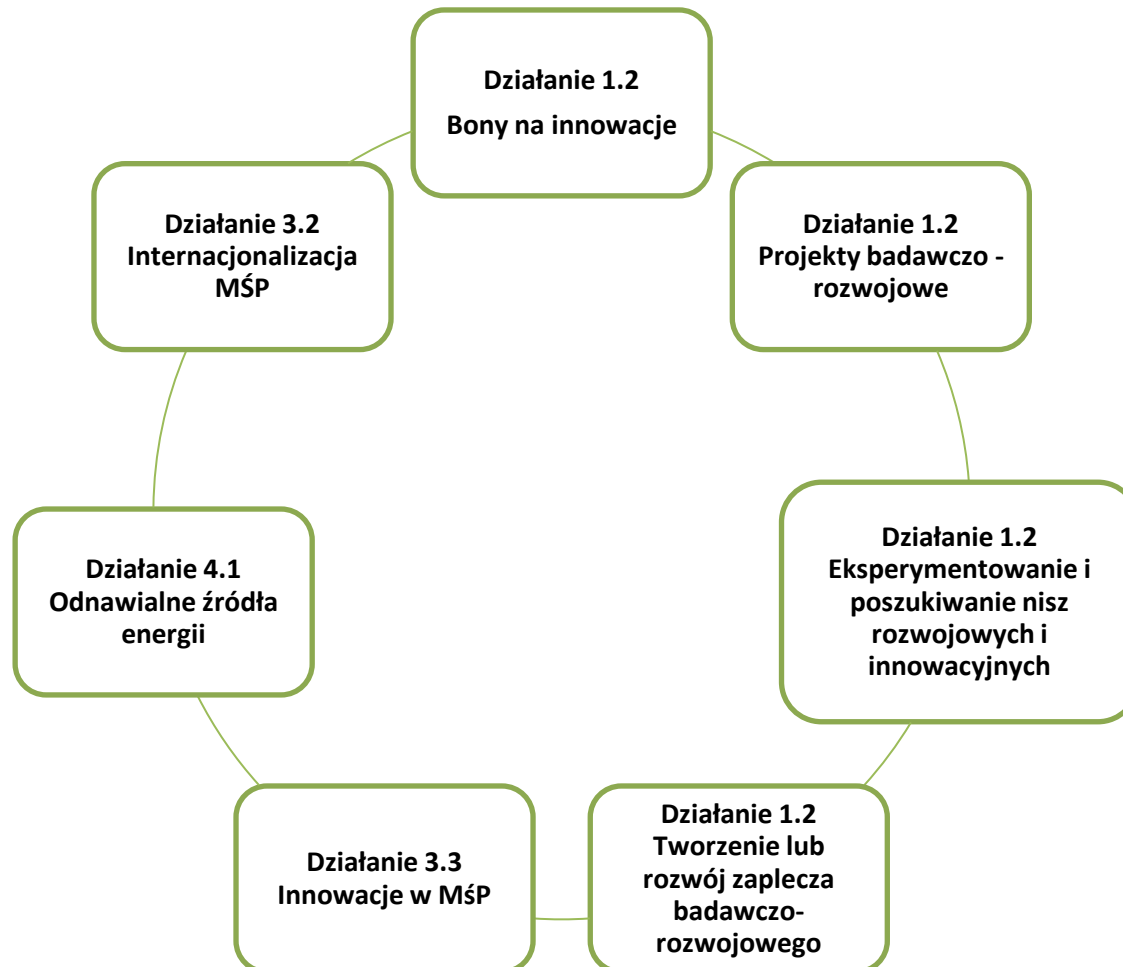 Działanie 1.2
Bony na innowacje
Działanie 1.2
Projekty badawczo -
rozwojowe
Działanie 1.2
Eksperymentowanie i
poszukiwanie nisz
rozwojowych i
innowacyjnych
Działanie 1.2
Tworzenie lub
rozwój zaplecza
badawczo-
rozwojowego
Działanie 3.3
Innowacje w MśP
Działanie 4.1
Odnawialne źródła
energii
Działanie 3.2
Internacjonalizacja
MŚP